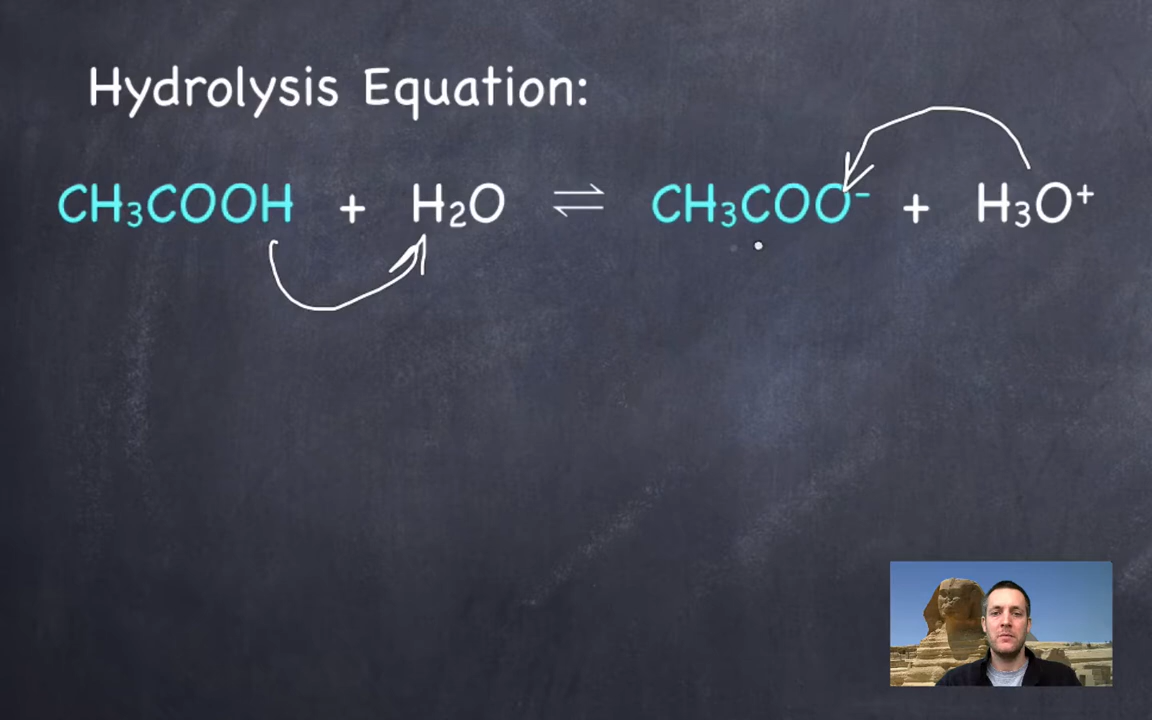 Hydrolysis Equation:
CH₃COOH + H₂O ⇌ CH₃COO⁻ + H₃O⁺